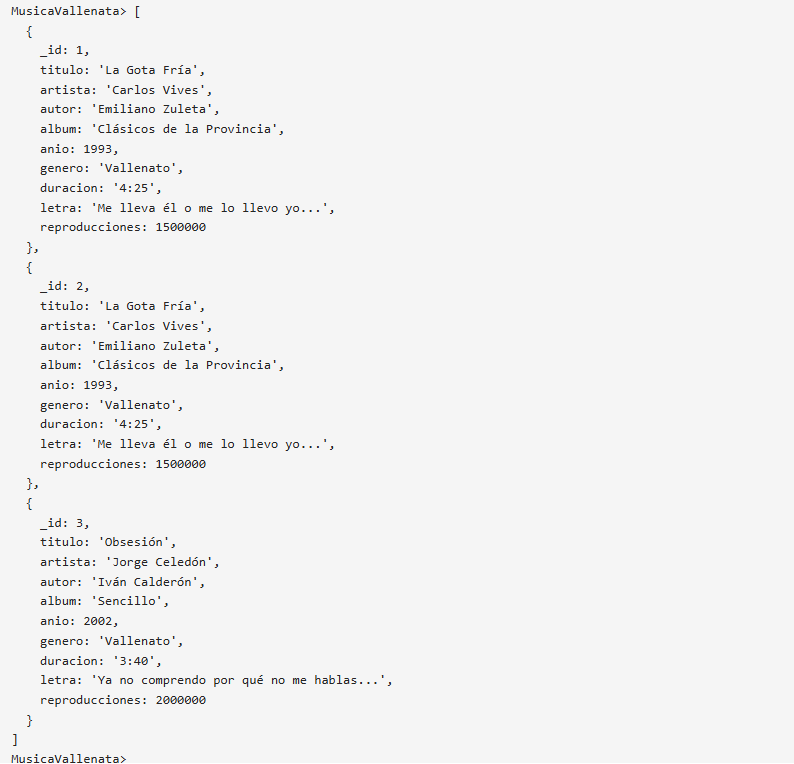 MusicaVallenata> [
  {
    _id: 1,
    titulo: 'La Gota Fría',
    artista: 'Carlos Vives',
    autor: 'Emiliano Zuleta',
    album: 'Clásicos de la Provincia',
    anio: 1993,
    genero: 'Vallenato',
    duracion: '4:25',
    letra: 'Me lleva él o me lo llevo yo...',
    reproducciones: 1500000
  },
  {
    _id: 2,
    titulo: 'La Gota Fría',
    artista: 'Carlos Vives',
    autor: 'Emiliano Zuleta',
    album: 'Clásicos de la Provincia',
    anio: 1993,
    genero: 'Vallenato',
    duracion: '4:25',
    letra: 'Me lleva él o me lo llevo yo...',
    reproducciones: 1500000
  },
  {
    _id: 3,
    titulo: 'Obsesión',
    artista: 'Jorge Celedón',
    autor: 'Iván Calderón',
    album: 'Sencillo',
    anio: 2002,
    genero: 'Vallenato',
    duracion: '3:40',
    letra: 'Ya no comprendo por qué no me hablas...',
    reproducciones: 2000000
  }
]
MusicaVallenata>